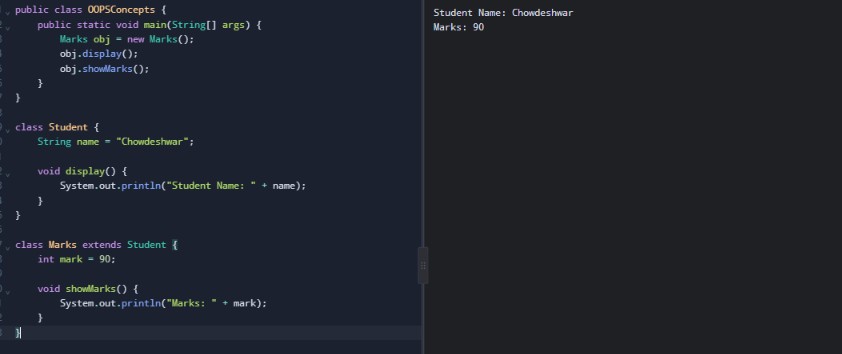 public class OOPSConcepts {
    public static void main(String[] args) {
        Marks obj = new Marks();
        obj.display();
        obj.showMarks();
    }
}
class Student {
    String name = "Chowdeshwar";
    void display() {
        System.out.println("Student Name: " + name);
    }
}
class Marks extends Student {
    int mark = 90;
    void showMarks() {
        System.out.println("Marks: " + mark);
    }
}
Student Name: Chowdeshwar
Marks: 90